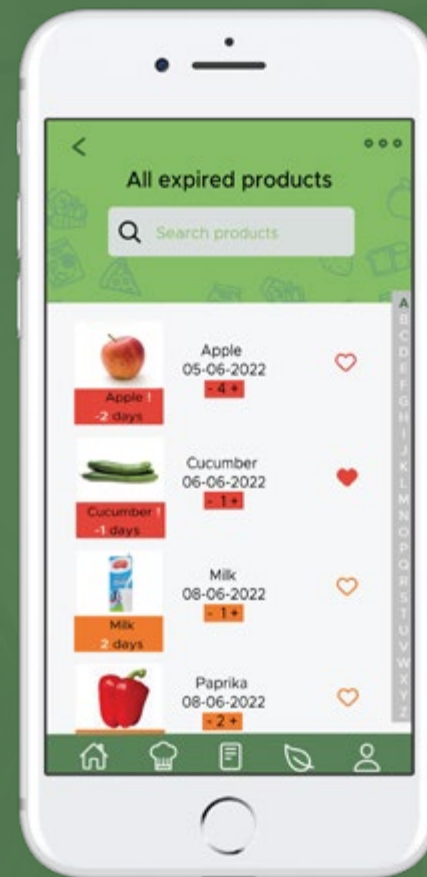 All expired products
Search products
Apple
05-06-2022
- 4 +
Apple !
-2 days
Cucumber
06-06-2022
- 1 +
Cucumber !
-1 days
Milk
08-06-2022
- 1 +
Milk
2 days
Paprika
08-06-2022
- 2 +
A
B
C
D
E
F
G
H
I
J
K
L
M
N
O
P
Q
R
S
T
U
V
W
X
Y
Z